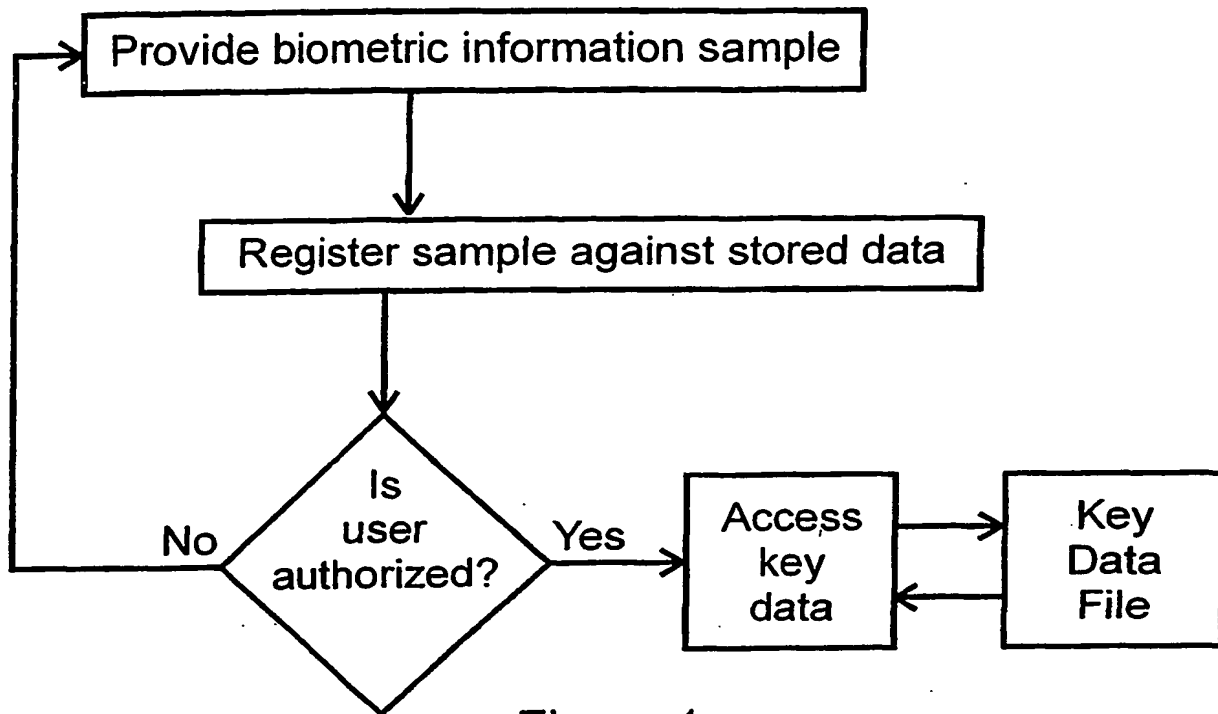 Provide biometric information sample
Register sample against stored data
Is
user
authorized?
No
Yes
Access
key
data
Key
Data
File